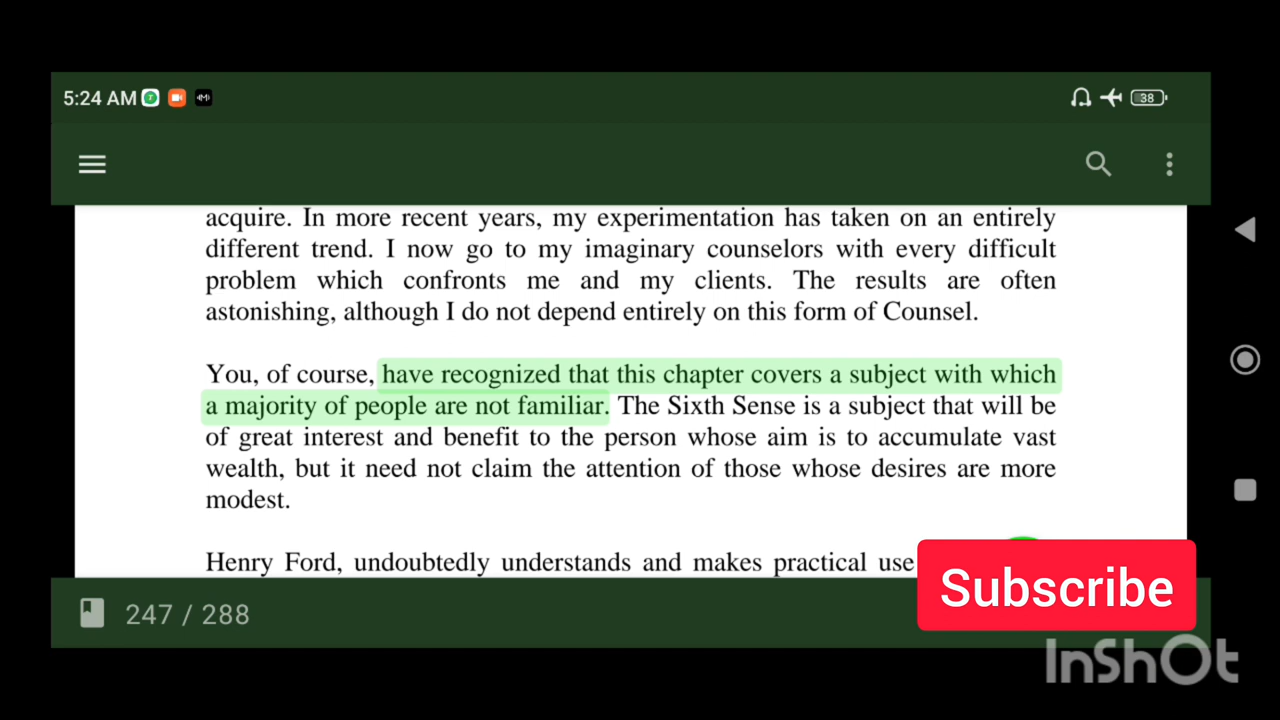 5:24 AM
38
acquire. In more recent years, my experimentation has taken on an entirely
different trend. I now go to my imaginary counselors with every difficult
problem which confronts me and my clients. The results are often
astonishing, although I do not depend entirely on this form of Counsel.
You, of course, have recognized that this chapter covers a subject with which
a majority of people are not familiar. The Sixth Sense is a subject that will be
of great interest and benefit to the person whose aim is to accumulate vast
wealth, but it need not claim the attention of those whose desires are more
modest.
Henry Ford, undoubtedly understands and makes practical use
Subscribe
247 / 288
InShOt